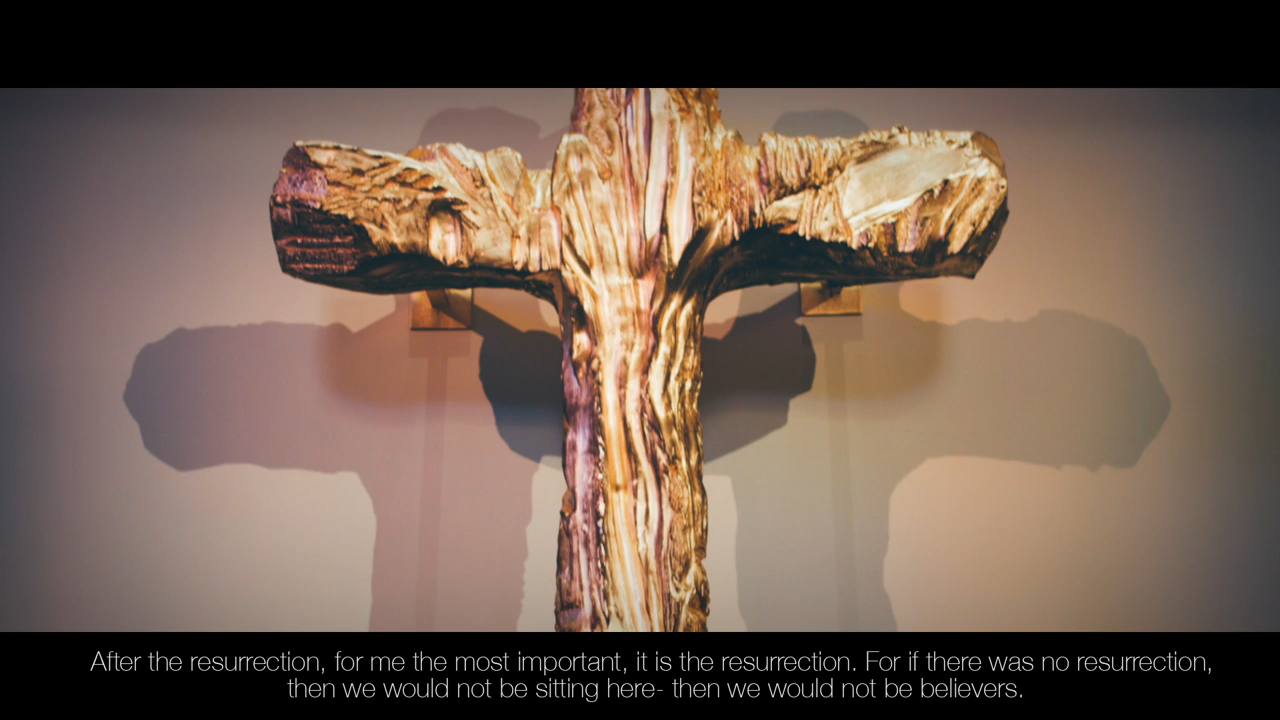 After the resurrection, for me the most important, it is the resurrection. For if there was no resurrection,
then we would not be sitting here- then we would not be believers.